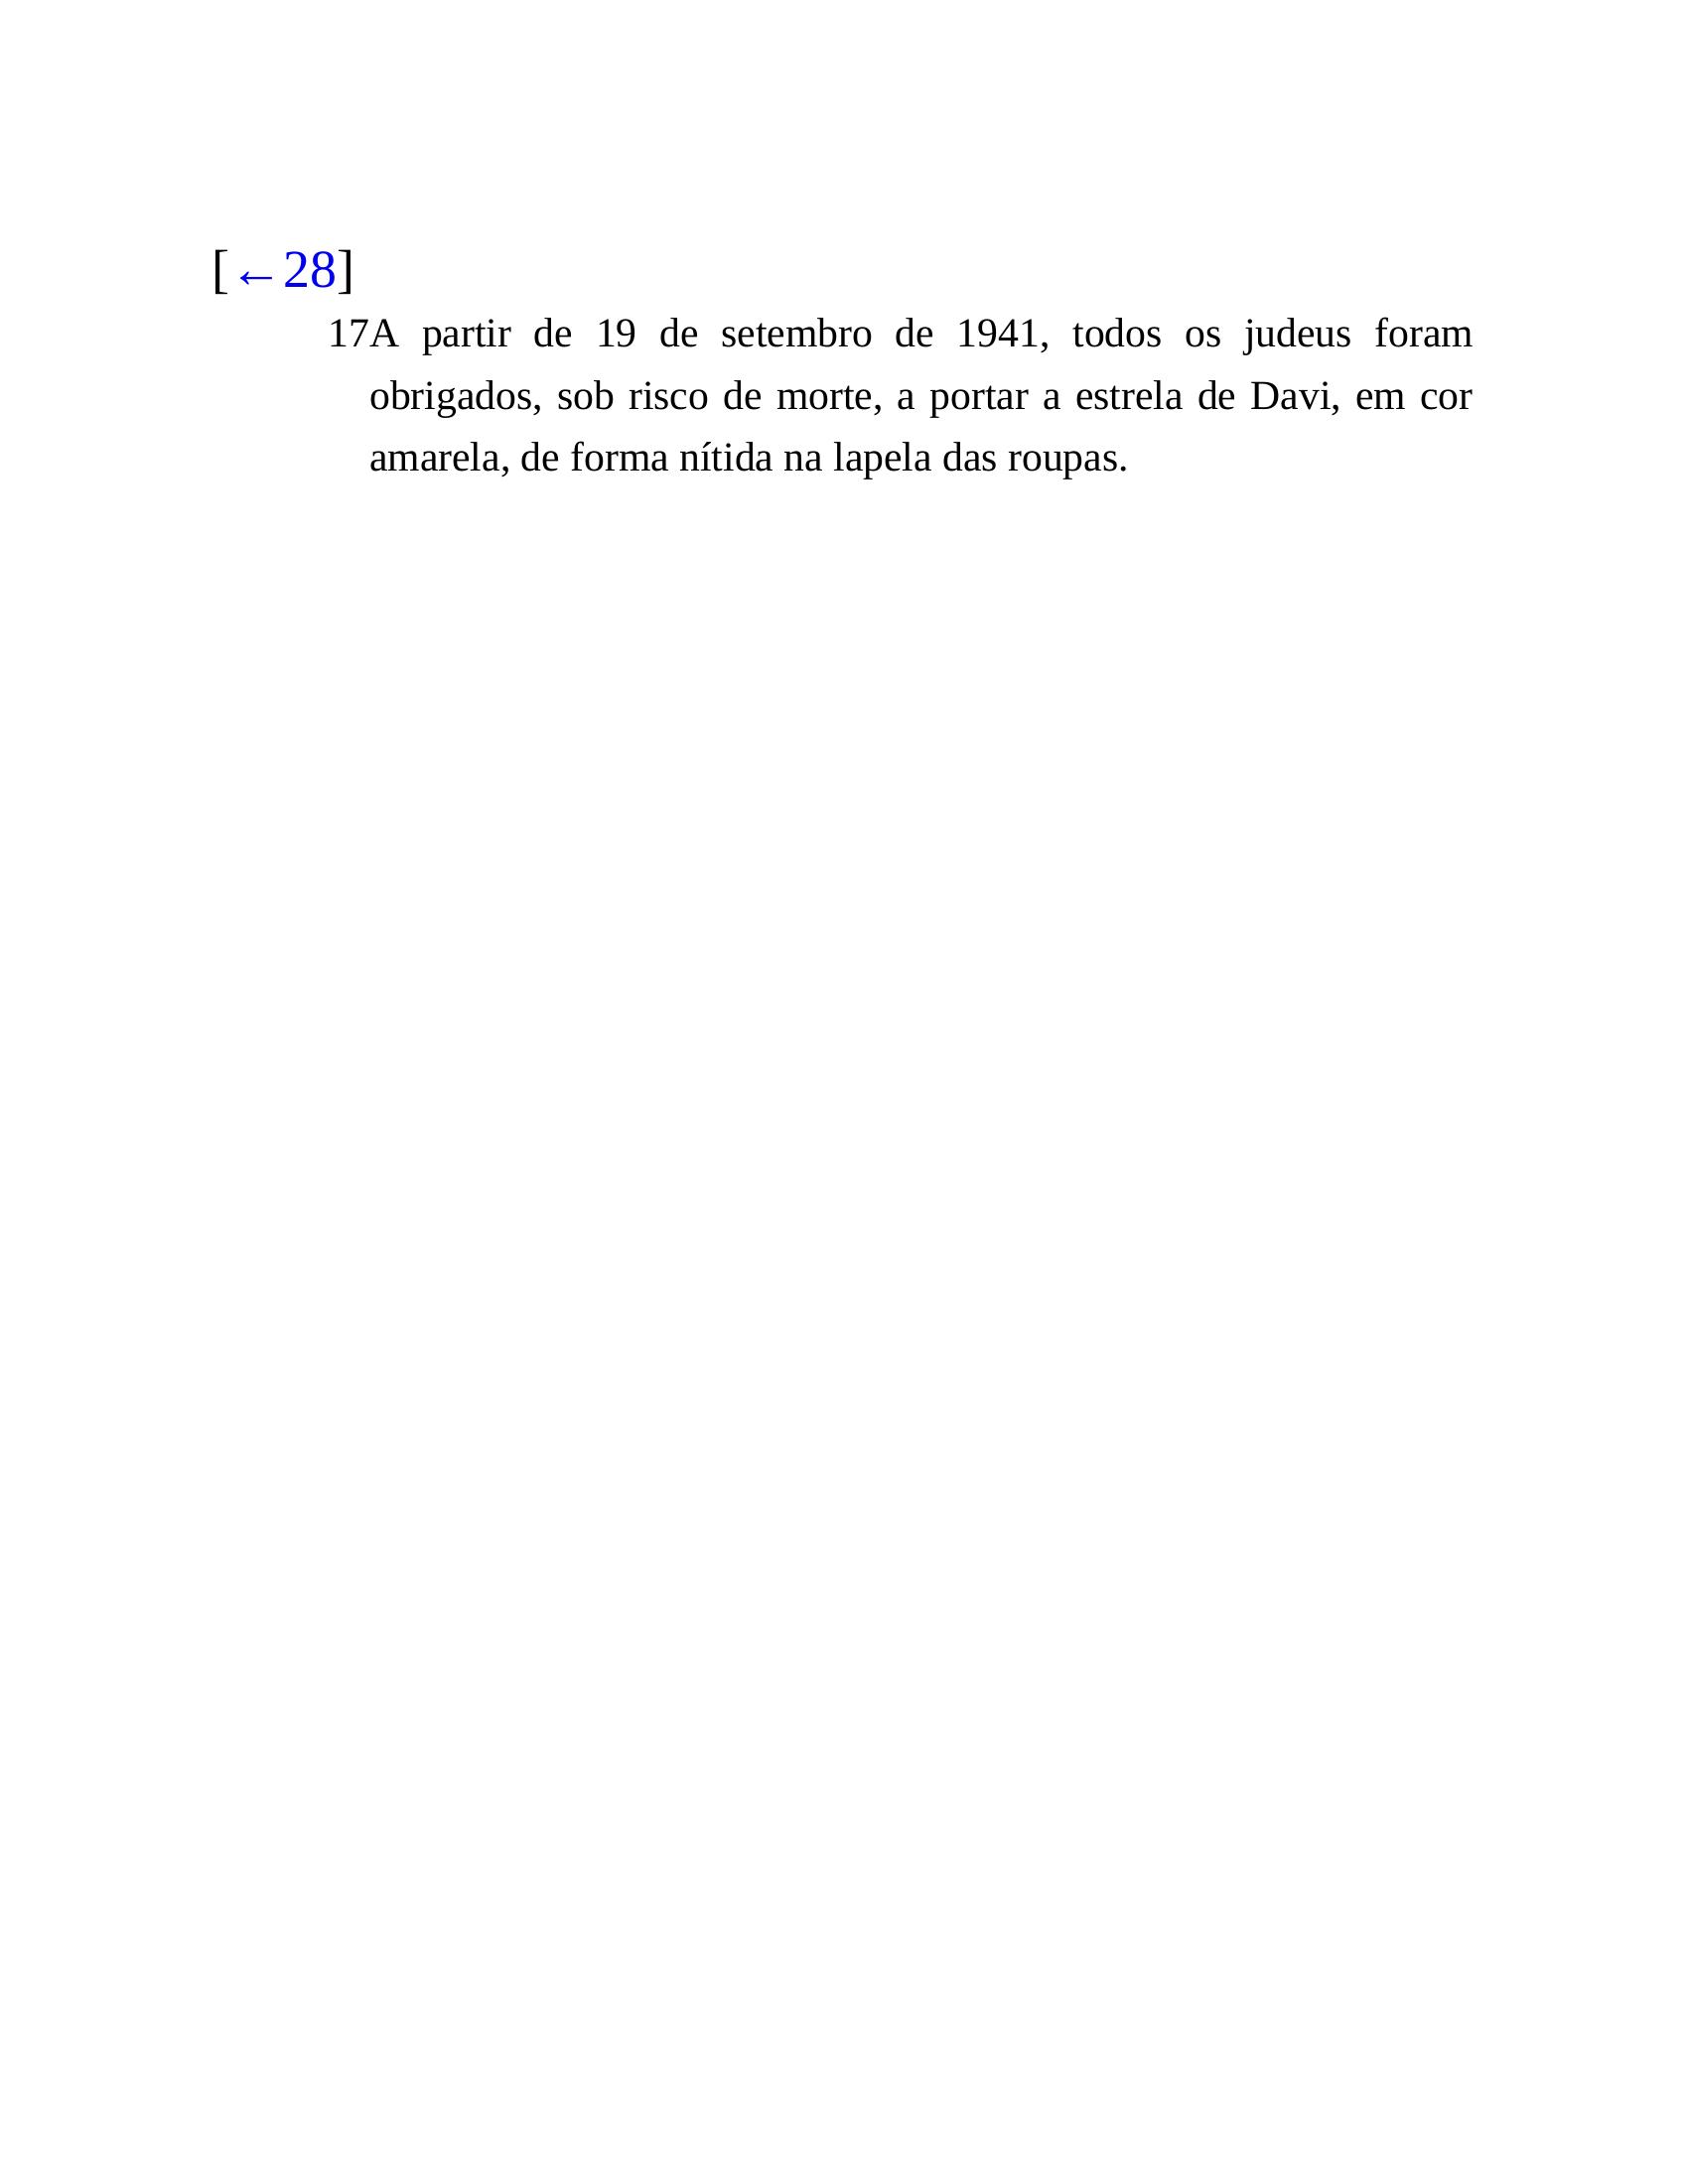 [←28]
17A partir de 19 de setembro de 1941, todos os judeus foram
obrigados, sob risco de morte, a portar a estrela de Davi, em cor
amarela, de forma nítida na lapela das roupas.